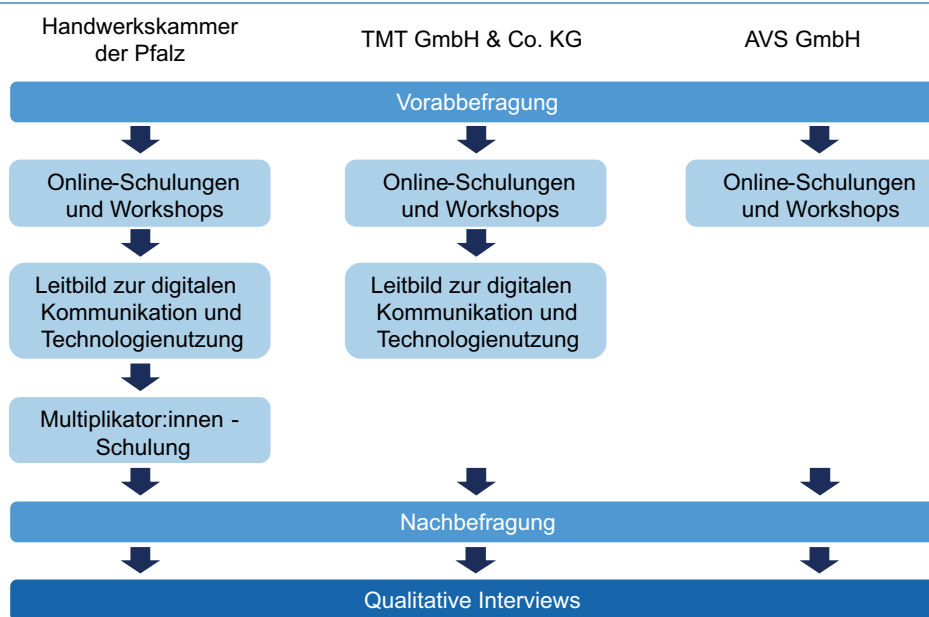 Handwerkskammer
der Pfalz
TMT GmbH & Co. KG
AVS GmbH
Vorabbefragung
Online-Schulungen
und Workshops
Online-Schulungen
und Workshops
Online-Schulungen
und Workshops
Leitbild zur digitalen
Kommunikation und
Technologienutzung
Leitbild zur digitalen
Kommunikation und
Technologienutzung
Multiplikator:innen -
Schulung
Nachbefragung
Qualitative Interviews